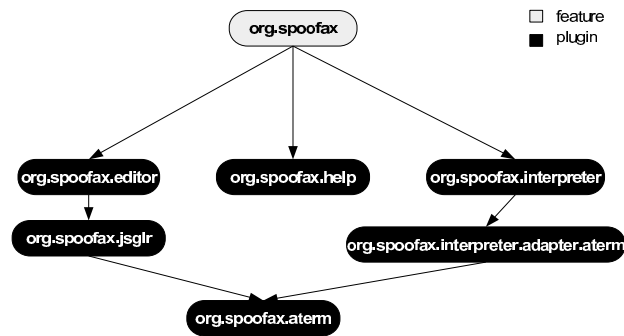 org.spoofax
feature
plugin
org.spoofax.editor
org.spoofax.help
org.spoofax.interpreter
org.spoofax.jsglr
org.spoofax.interpreter.adapter.aterm
org.spoofax.aterm